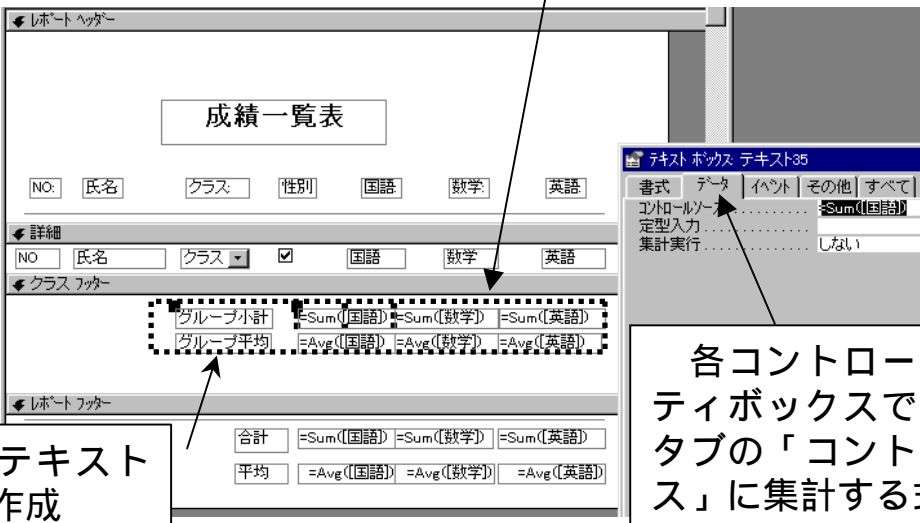 レポート ヘッダー
成績一覧表
NO: 氏名 クラス: 性別 国語: 数学: 英語:
詳細
NO 氏名 クラス 国語 数学 英語
クラス フッター
グループ小計 =Sum([国語]) =Sum([数学]) =Sum([英語])
グループ平均 =Avg([国語]) =Avg([数学]) =Avg([英語])
レポート フッター
合計 =Sum([国語]) =Sum([数学]) =Sum([英語])
平均 =Avg([国語]) =Avg([数学]) =Avg([英語])
テキスト ボックス: テキスト35
書式 データ イベント その他 すべて
コントロールソース . . . . . . . . . . =Sum([国語])
定型入力 . . . . . . . . . . . . . .
集計実行 . . . . . . . . . . . . . . しない
テキスト
作成
各コントロー
ティボックスで
タブの「コント
ス」に集計する